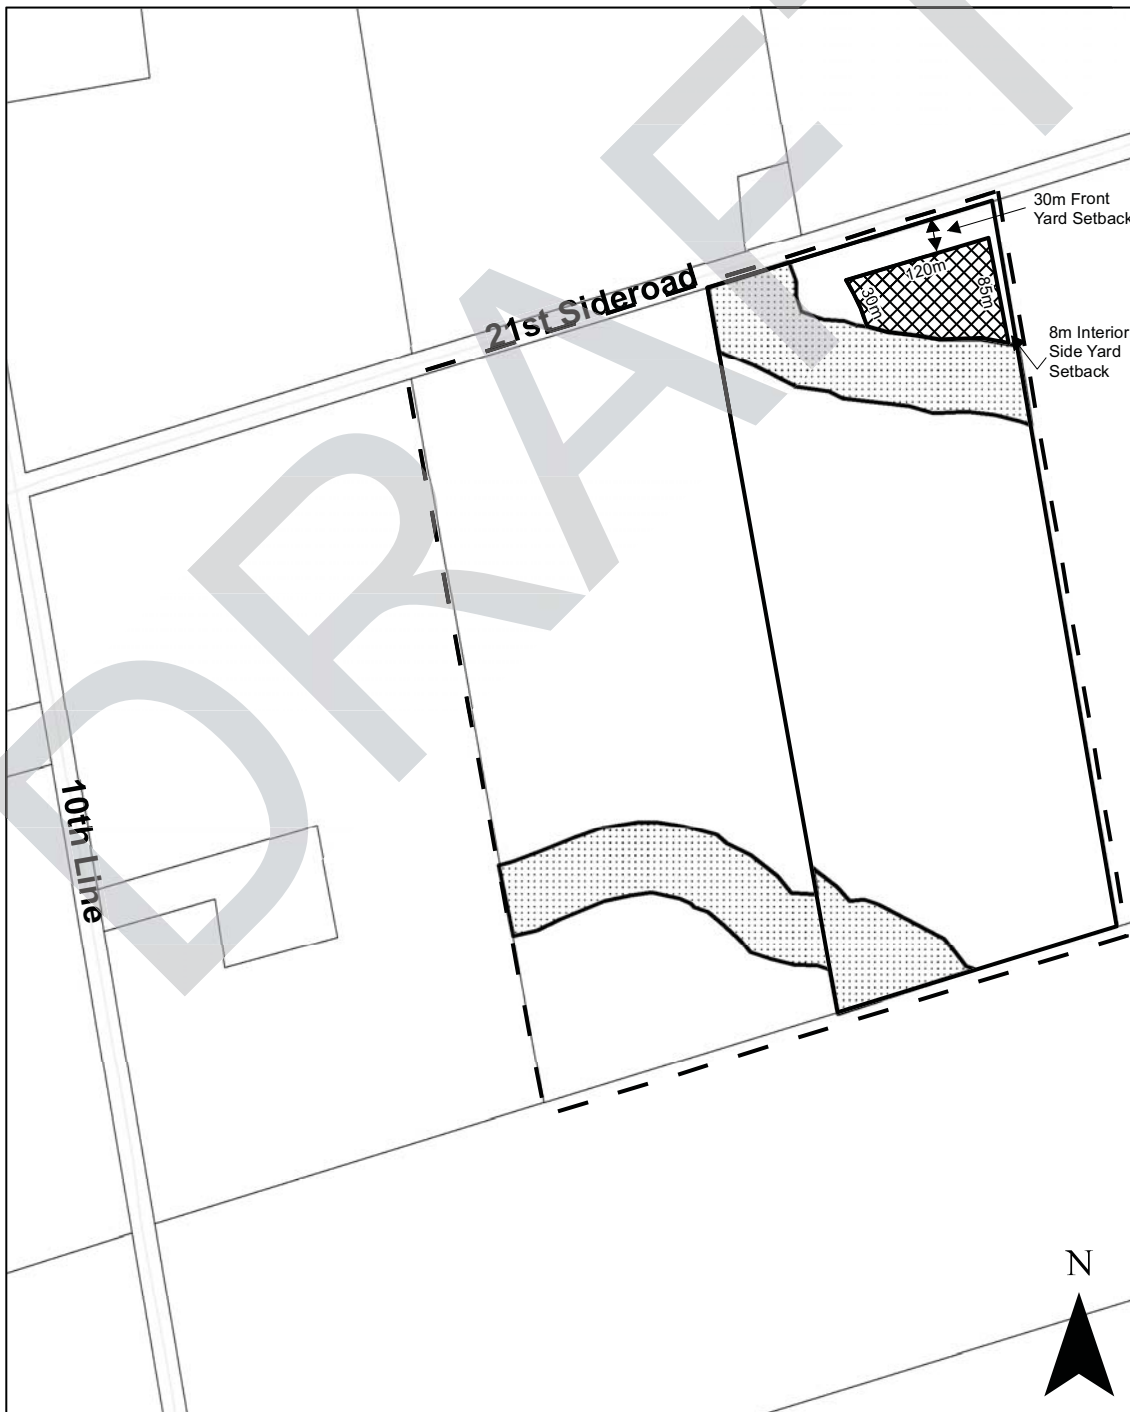 DRAFT
30m Front
Yard Setback
21st Sideroad
120m
30m
85m
8m Interior
Side Yard
Setback
10th Line
N